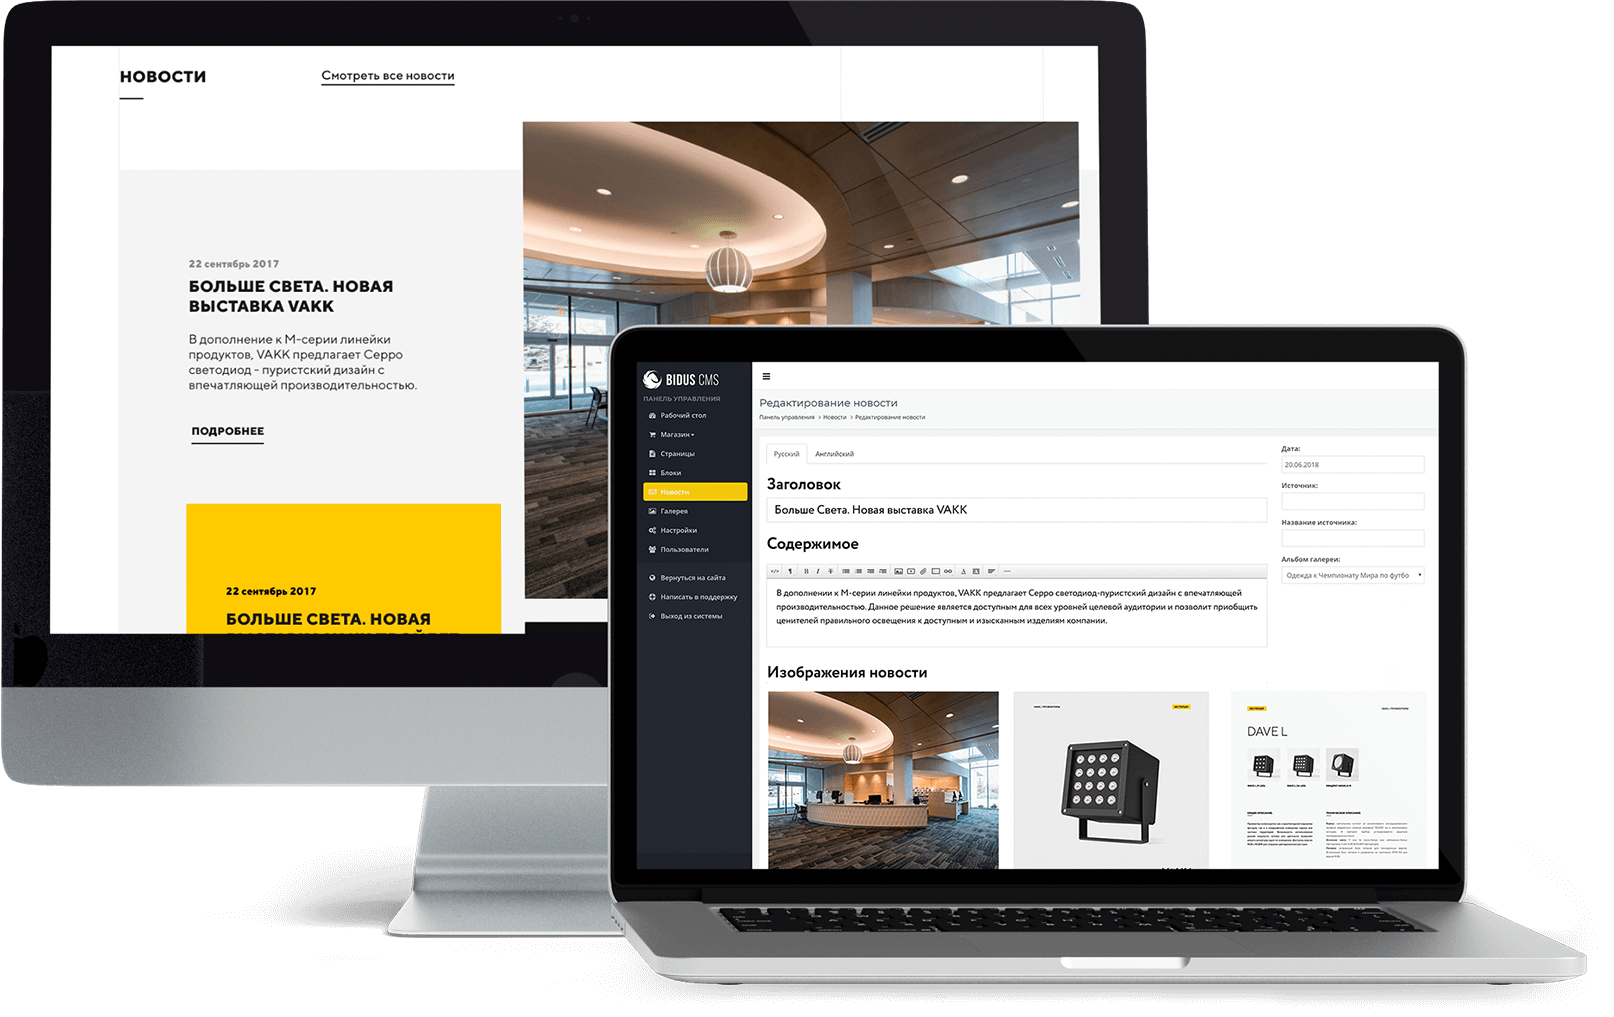 НОВОСТИ
Смотреть все новости
22 сентябрь 2017
БОЛЬШЕ СВЕТА. НОВАЯ
ВЫСТАВКА VAKK
В дополнение к М-серии линейки
продуктов, VAKK предлагает Серро
светодиод - пуристский дизайн с
впечатляющей производительностью.
ПОДРОБНЕЕ
22 сентябрь 2017
БОЛЬШЕ СВЕТА. НОВАЯ
BIDUS CMS
ПАНЕЛЬ УПРАВЛЕНИЯ
Рабочий стол
Магазин
Страницы
Блоки
Новости
Галерея
Настройки
Пользователи
Вернуться на сайта
Написать в поддержку
Выход из системы
Редактирование новости
Панель управления > Новости > Редактирование новости
Русский
Английский
Заголовок
Больше Света. Новая выставка VAKK
Содержимое
В дополнении к М-серии линейки продуктов, VAKK предлагает Серро светодиод-пуристский дизайн с впечатляющей
производительностью. Данное решение является доступным для всех уровней целевой аудитории и позволит приобщить
ценителей правильного освещения к доступным и изысканным изделиям компании.
Дата:
20.06.2018
Источник:
Название источника:
Альбом галереи:
Одежда к Чемпионату Мира по футбо
Изображения новости
DAVE L